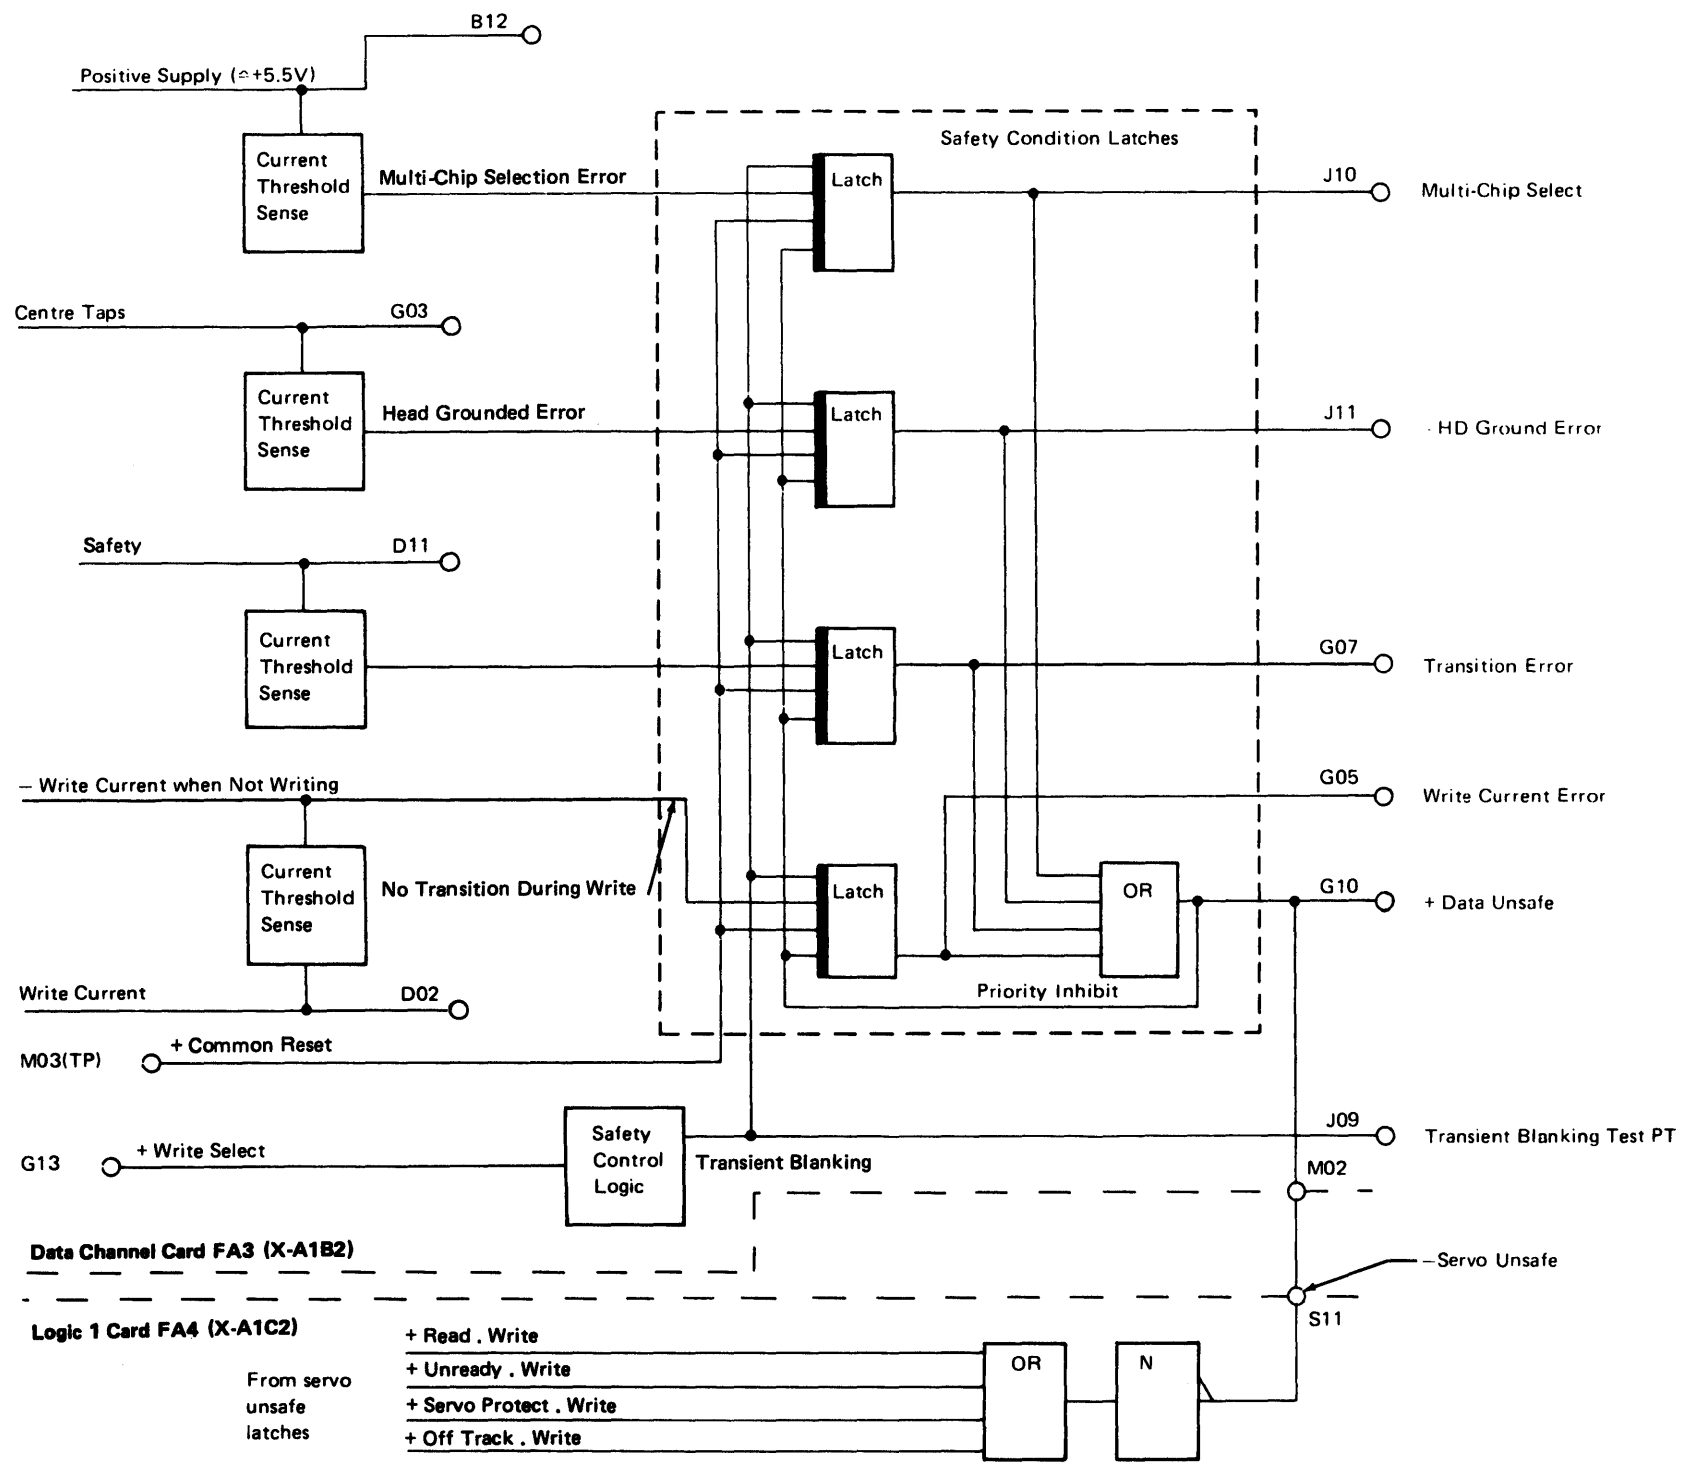 B12
Positive Supply (≏+5.5V)
Safety Condition Latches
Current
Threshold
Sense
Multi-Chip Selection Error
Latch
J10
Multi-Chip Select
Centre Taps
G03
Current
Threshold
Sense
Head Grounded Error
Latch
J11
- HD Ground Error
Safety
D11
Current
Threshold
Sense
Latch
G07
Transition Error
– Write Current when Not Writing
G05
Write Current Error
Current
Threshold
Sense
No Transition During Write
Latch
OR
G10
+ Data Unsafe
Write Current
D02
Priority Inhibit
M03(TP)
+ Common Reset
G13
+ Write Select
Safety
Control
Logic
Transient Blanking
J09
Transient Blanking Test PT
M02
Data Channel Card FA3 (X-A1B2)
–Servo Unsafe
S11
Logic 1 Card FA4 (X-A1C2)
From servo
unsafe
latches
+ Read . Write
+ Unready . Write
+ Servo Protect . Write
+ Off Track . Write
OR
N